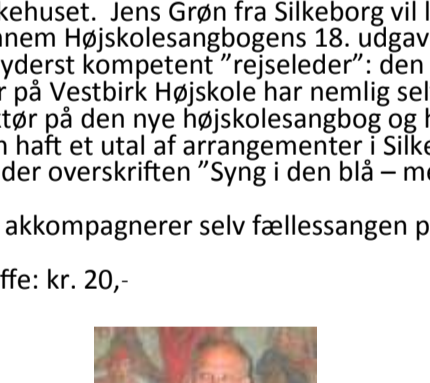 kehuset. Jens Grøn fra Silkeborg vil l
nem Højskolesangbogens 18. udgav
yderst kompetent ”rejseleder”: den
r på Vestbirk Højskole har nemlig sel
tør på den nye højskolesangbog og h
n haft et utal af arrangementer i Silke
der overskriften ”Syng i den blå – me
akkompagnerer selv fællessangen p
ffe: kr. 20,-